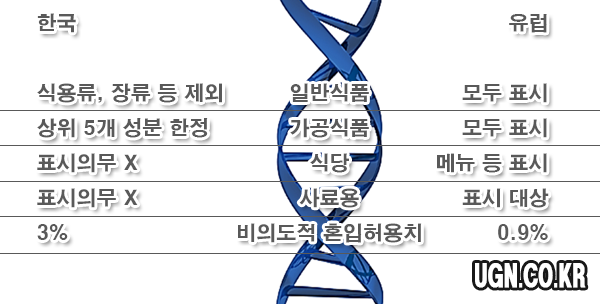 한국 유럽
식용류, 장류 등 제외 일반식품 모두 표시
상위 5개 성분 한정 가공식품 모두 표시
표시의무 X 식당 메뉴 등 표시
표시의무 X 사료용 표시 대상
3% 비의도적 혼입허용치 0.9%
UGN.CO.KR